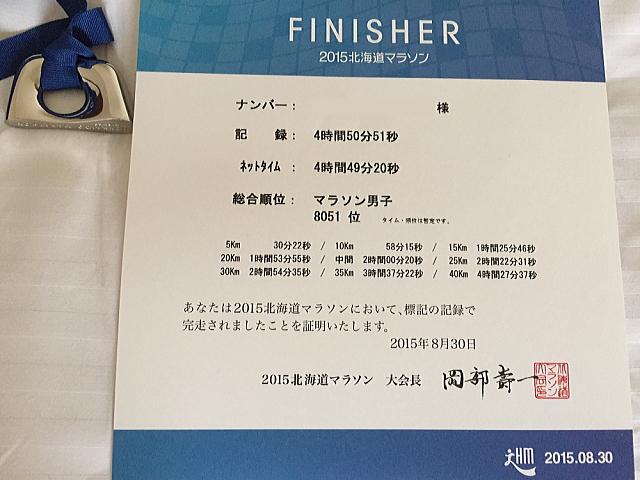 FINISHER
2015北海道マラソン
ナンバー： 様
記　録： 4時間50分51秒
ネットタイム ： 4時間49分20秒
総合順位： マラソン男子
8051 位 タイム・順位は暫定です。
5Km 30分22秒 / 10Km 58分15秒 / 15Km 1時間25分46秒
20Km 1時間53分55秒 / 中間 2時間00分20秒 / 25Km 2時間22分31秒
30Km 2時間54分35秒 / 35Km 3時間37分22秒 / 40Km 4時間27分37秒
あなたは2015北海道マラソンにおいて、標記の記録で
完走されましたことを証明いたします。
2015年8月30日
2015北海道マラソン　大会長 岡部壽一
HM 2015.08.30